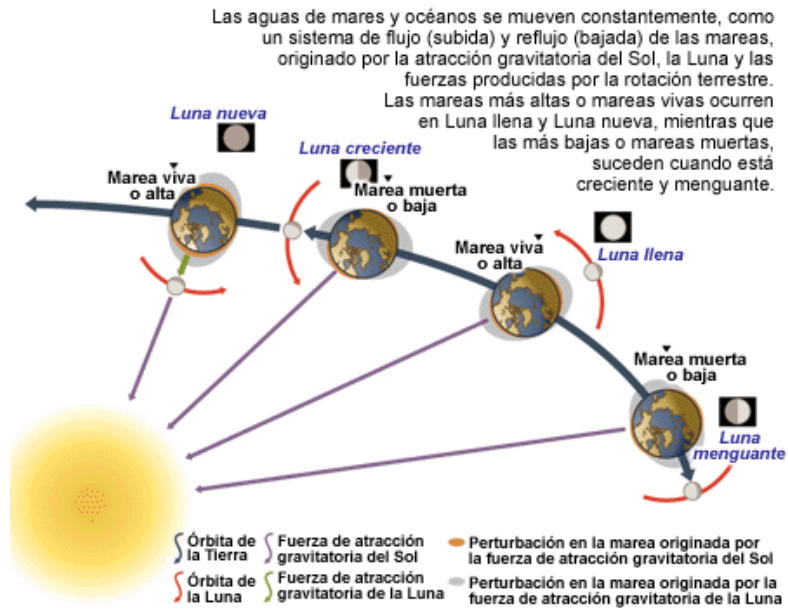 Las aguas de mares y océanos se mueven constantemente, como
un sistema de flujo (subida) y reflujo (bajada) de las mareas,
originado por la atracción gravitatoria del Sol, la Luna y las
fuerzas producidas por la rotación terrestre.
Las mareas más altas o mareas vivas ocurren
en Luna llena y Luna nueva, mientras que
las más bajas o mareas muertas,
suceden cuando está
creciente y menguante.
Luna nueva
Marea viva
o alta
Luna creciente
Marea muerta
o baja
Marea viva
o alta
Luna llena
Marea muerta
o baja
Luna
menguante
Órbita de
la Tierra
Fuerza de atracción
gravitatoria del Sol
Perturbación en la marea originada por
la fuerza de atracción gravitatoria del Sol
Órbita de
la Luna
Fuerza de atracción
gravitatoria de la Luna
Perturbación en la marea originada por la
fuerza de atracción gravitatoria de la Luna